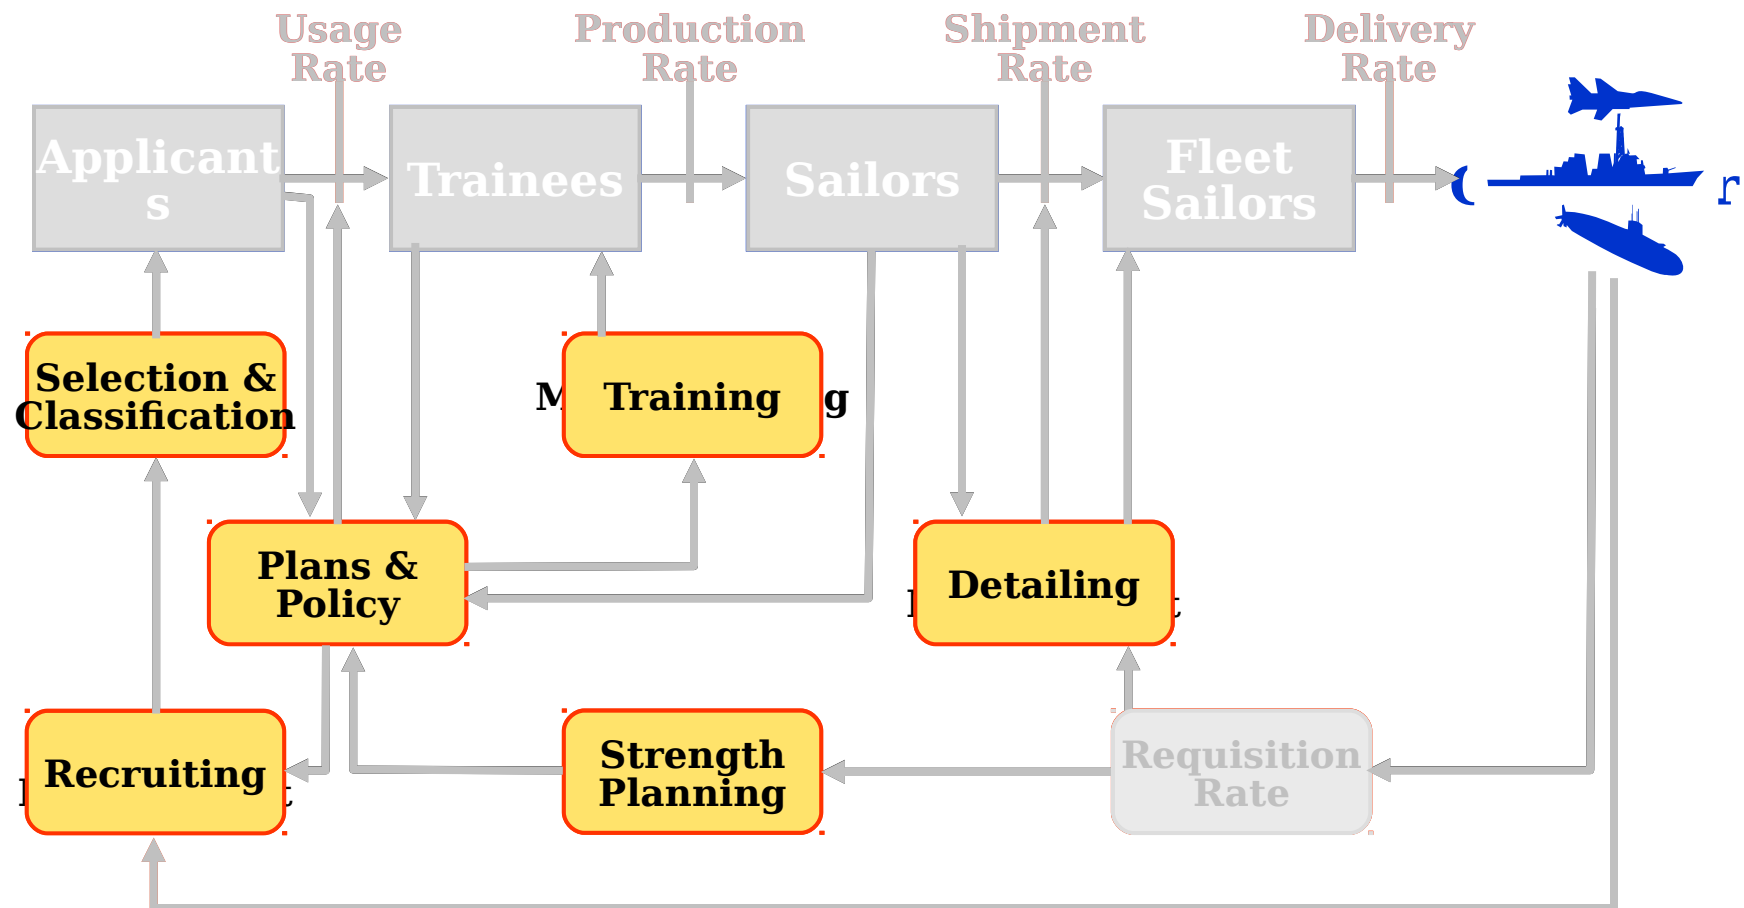 Usage
Rate
Production
Rate
Shipment
Rate
Delivery
Rate
Applicant
s
Trainees
Sailors
Fleet
Sailors
r
Selection &
Classification
Training
g
Plans &
Policy
Detailing
Recruiting
Strength
Planning
Requisition
Rate